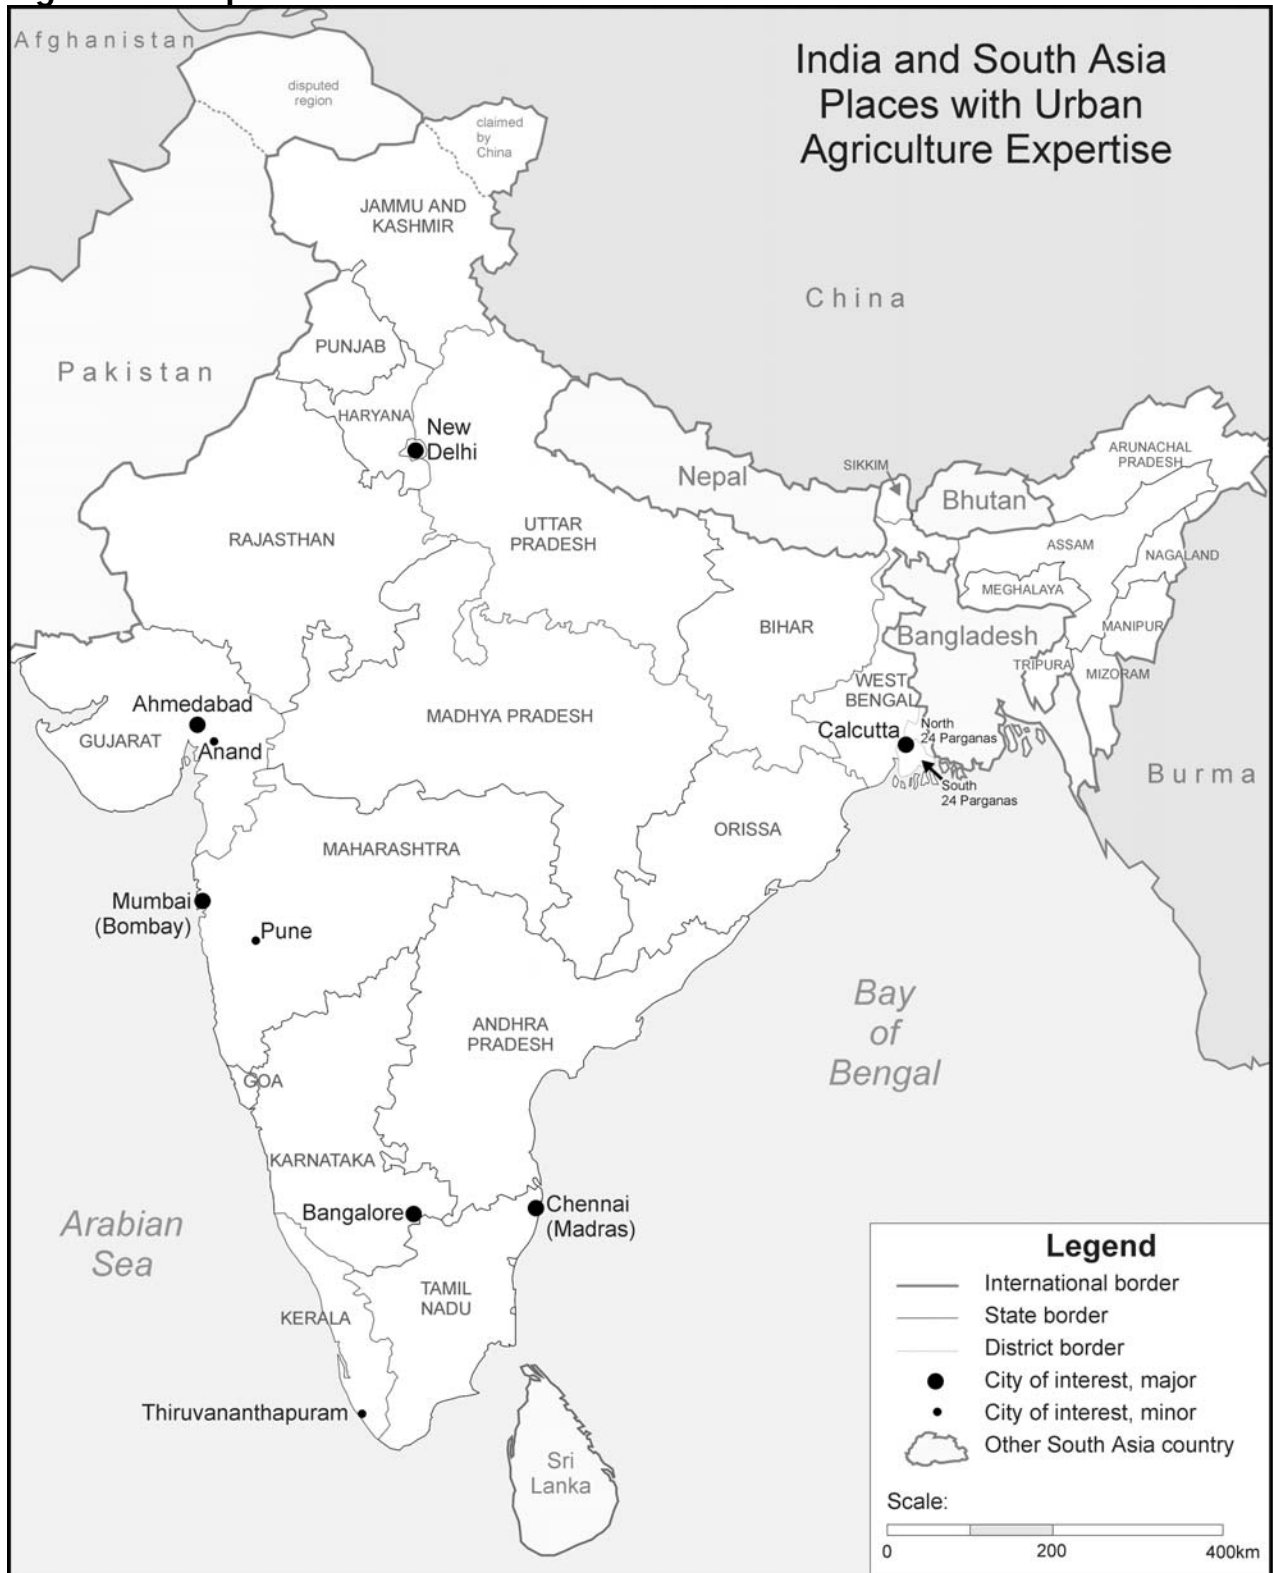 India and South Asia
Places with Urban
Agriculture Expertise
Afghanistan
disputed
region
claimed
by
China
JAMMU AND
KASHMIR
China
PUNJAB
Pakistan
HARYANA
New
Delhi
Nepal
SIKKIM
Bhutan
ARUNACHAL
PRADESH
RAJASTHAN
UTTAR
PRADESH
ASSAM
NAGALAND
MEGHALAYA
BIHAR
Bangladesh
MANIPUR
TRIPURA
MIZORAM
WEST
BENGAL
Ahmedabad
GUJARAT
Anand
MADHYA PRADESH
Calcutta
North
24 Parganas
South
24 Parganas
Burma
ORISSA
MAHARASHTRA
Mumbai
(Bombay)
Pune
Bay
of
Bengal
ANDHRA
PRADESH
GOA
KARNATAKA
Bangalore
Chennai
(Madras)
Arabian
Sea
TAMIL
NADU
KERALA
Thiruvananthapuram
Sri
Lanka
Legend
International border
State border
District border
City of interest, major
City of interest, minor
Other South Asia country
Scale:
0 200 400km